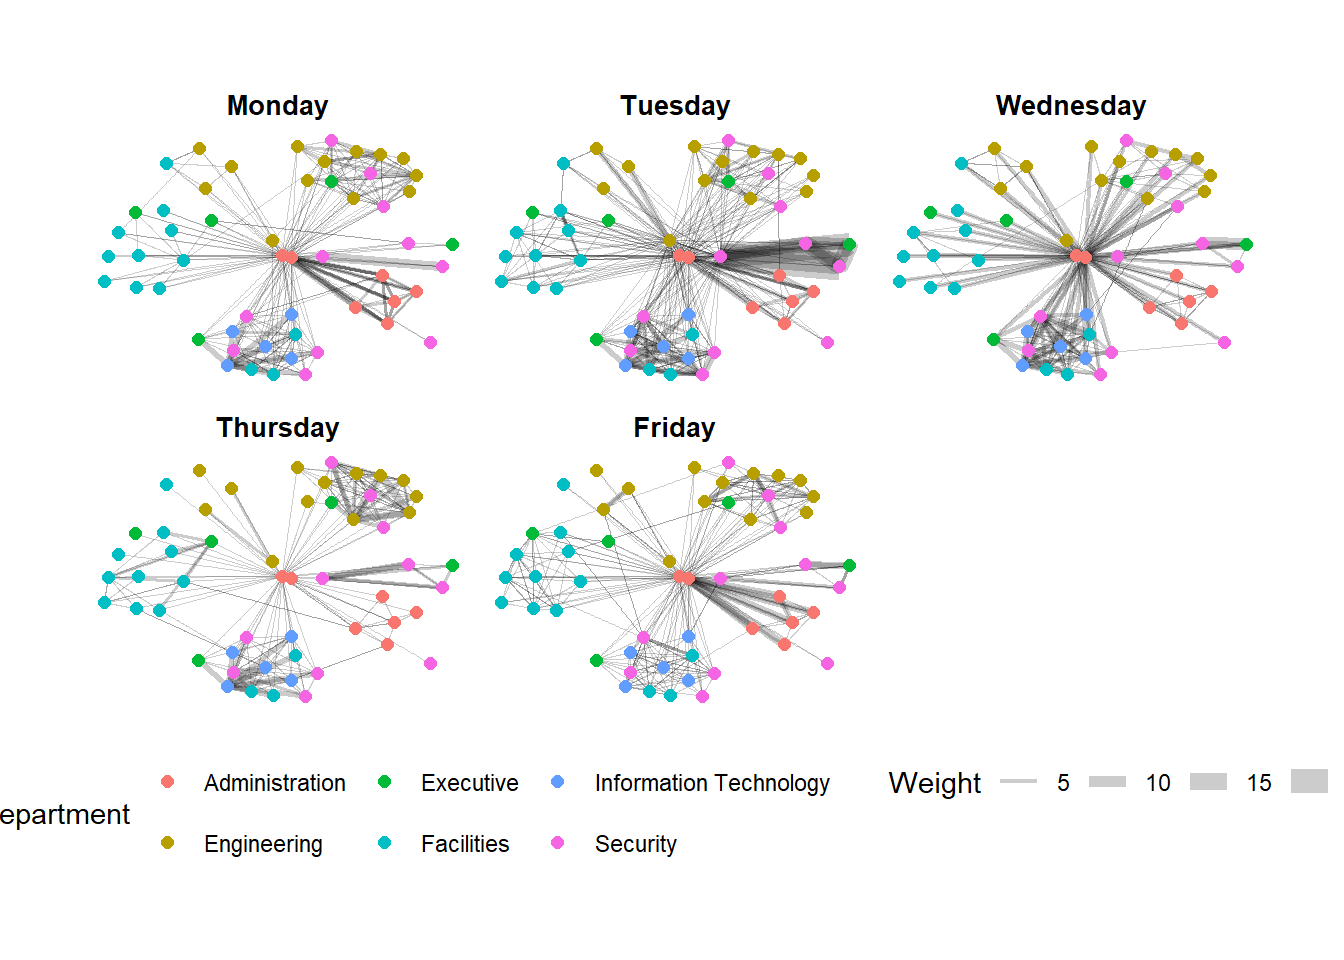 Monday Tuesday Wednesday
Thursday Friday
epartment
Administration Executive Information Technology
Engineering Facilities Security
Weight 5 10 15